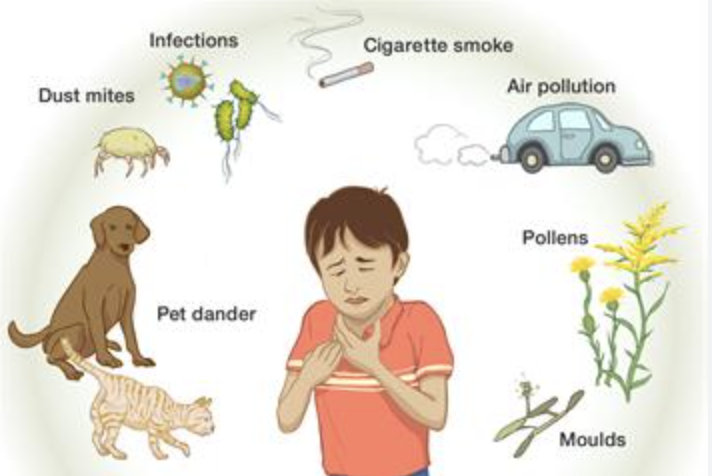 Infections
Cigarette smoke
Dust mites
Air pollution
Pollens
Pet dander
Moulds